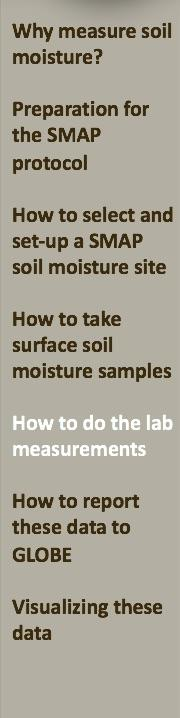 Why measure soil
moisture?
Preparation for
the SMAP
protocol
How to select and
set-up a SMAP
soil moisture site
How to take
surface soil
moisture samples
How to do the lab
measurements
How to report
these data to
GLOBE
Visualizing these
data